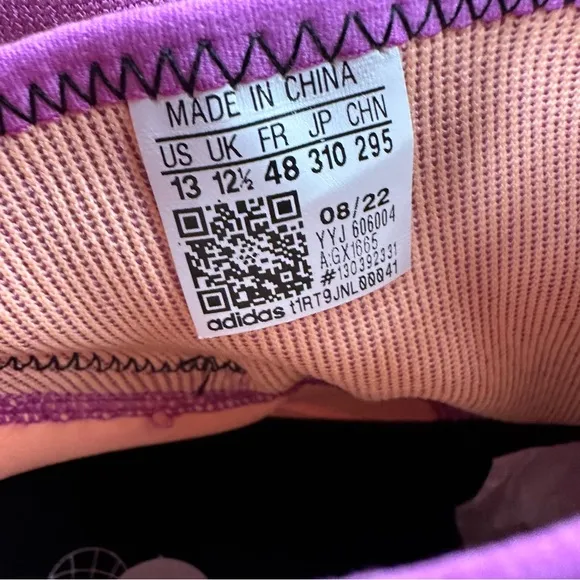 MADE IN CHINA
US UK FR JP CHN
13 12½ 48 310 295
08/22
YYJ 606004
A:GX1665
#130392331
adidas t1RT9JNL00041